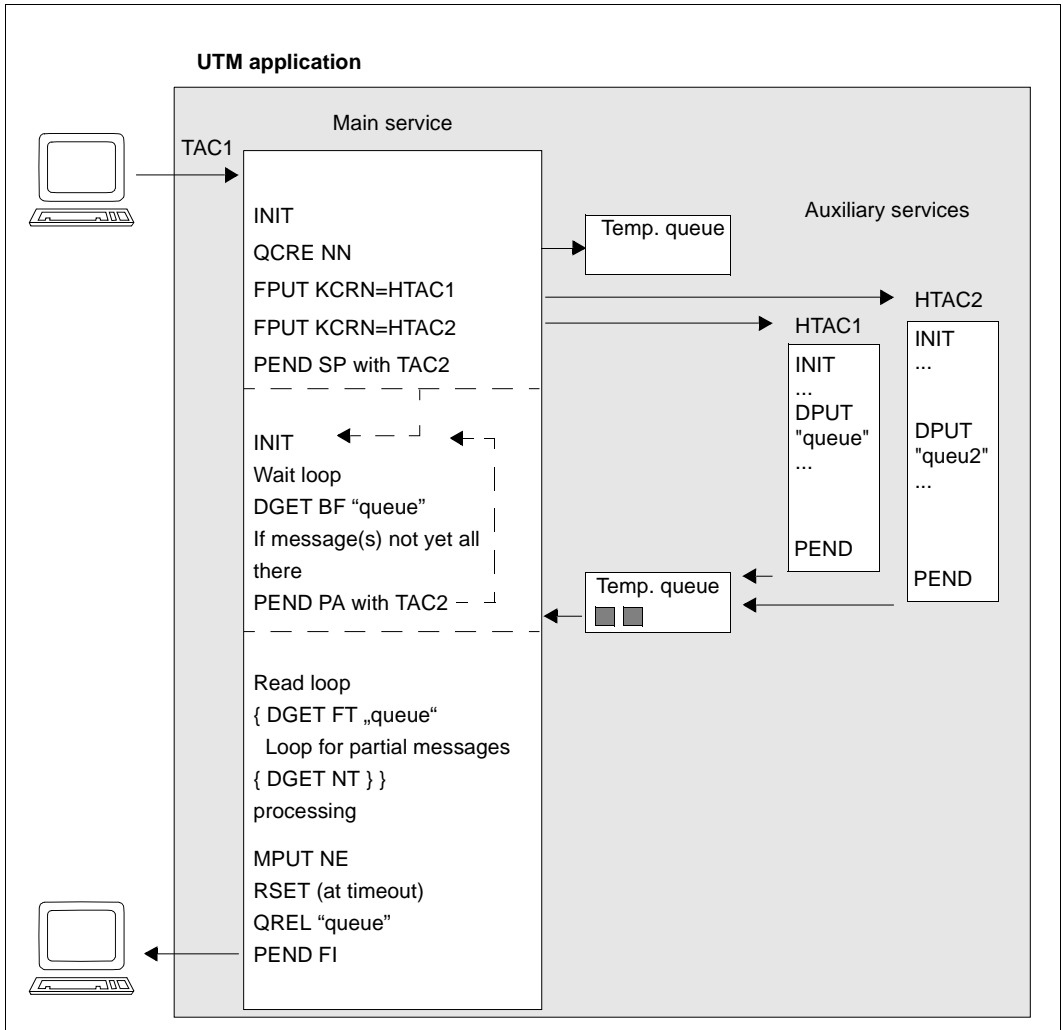 UTM application
Main service
TAC1
INIT
QCRE NN
FPUT KCRN=HTAC1
FPUT KCRN=HTAC2
PEND SP with TAC2
INIT
Wait loop
DGET BF “queue”
If message(s) not yet all
there
PEND PA with TAC2
Read loop
{ DGET FT „queue“
Loop for partial messages
{ DGET NT } }
processing
MPUT NE
RSET (at timeout)
QREL “queue”
PEND FI
Temp. queue
Auxiliary services
HTAC1
INIT
...
DPUT
"queue"
...
PEND
HTAC2
INIT
...
DPUT
"queu2"
...
PEND
Temp. queue